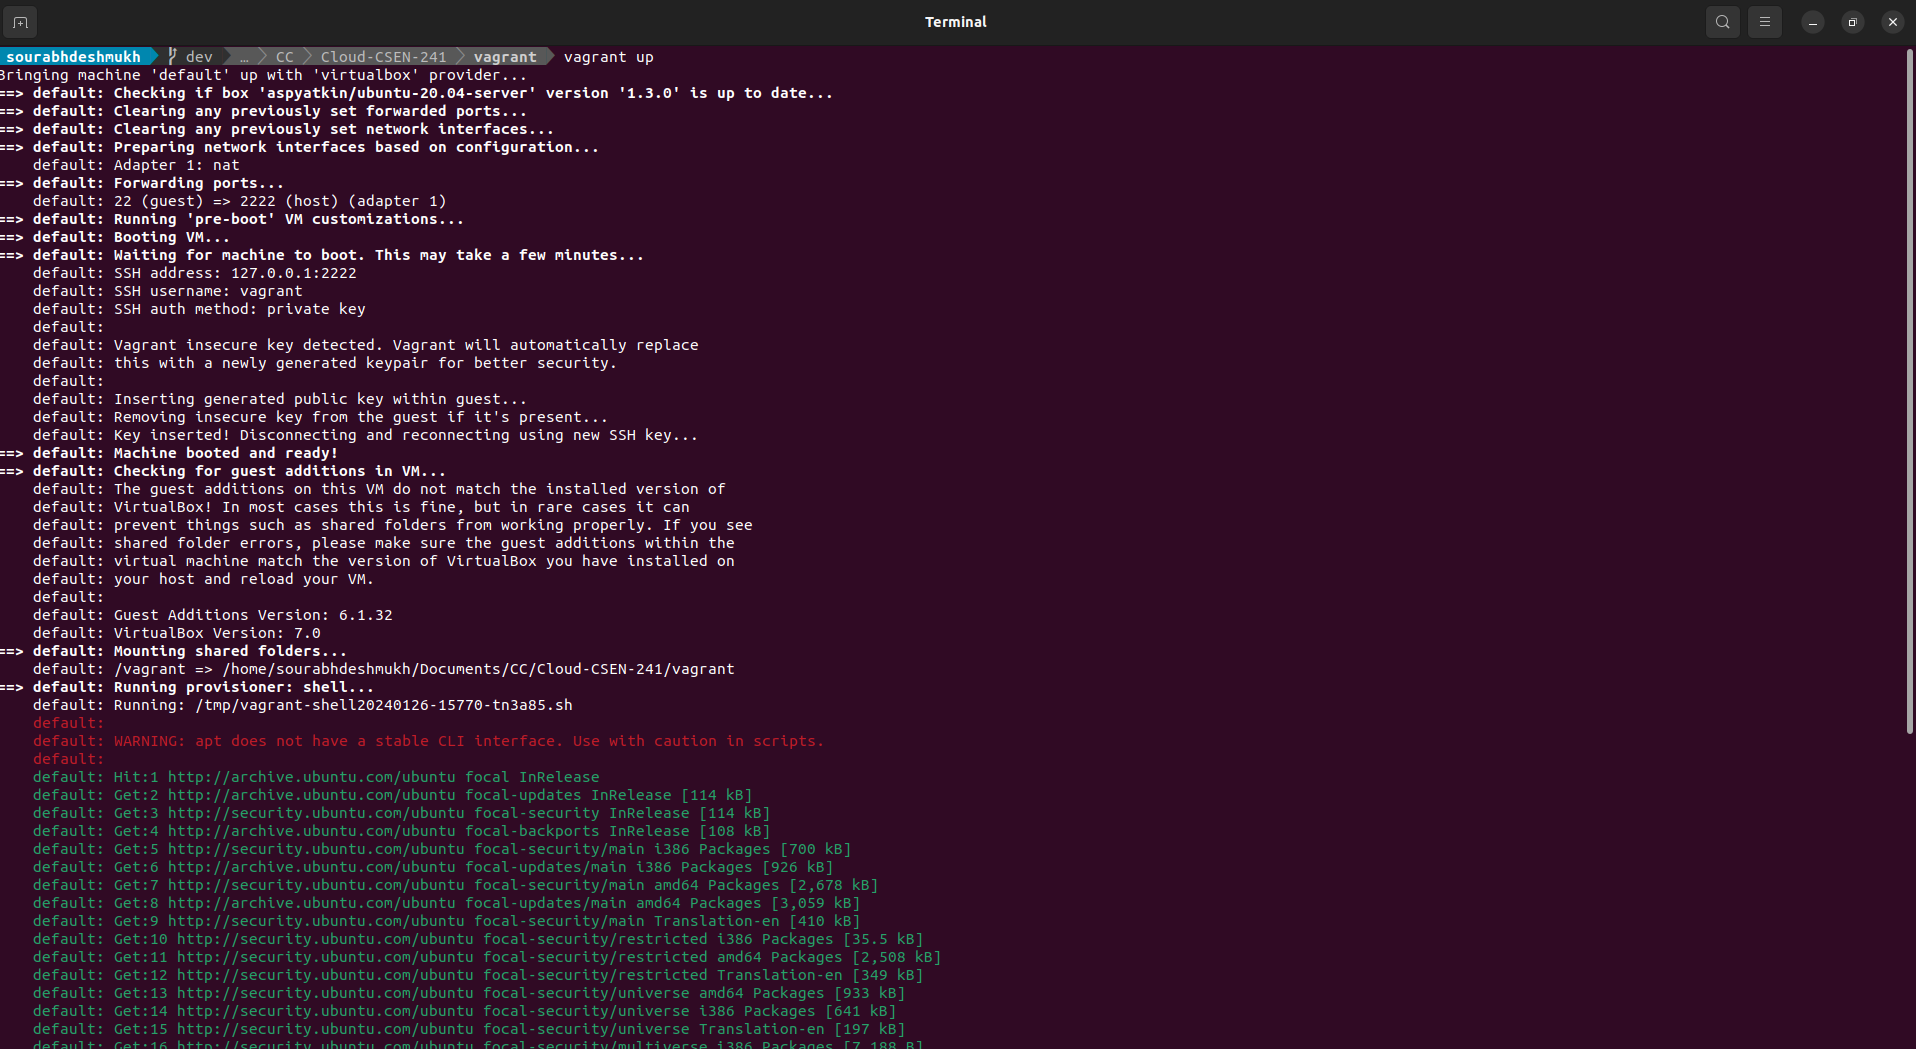 Terminal
sourabhdeshmukh dev … CC Cloud-CSEN-241 vagrant vagrant up
Bringing machine 'default' up with 'virtualbox' provider...
==> default: Checking if box 'aspyatkin/ubuntu-20.04-server' version '1.3.0' is up to date...
==> default: Clearing any previously set forwarded ports...
==> default: Clearing any previously set network interfaces...
==> default: Preparing network interfaces based on configuration...
default: Adapter 1: nat
==> default: Forwarding ports...
default: 22 (guest) => 2222 (host) (adapter 1)
==> default: Running 'pre-boot' VM customizations...
==> default: Booting VM...
==> default: Waiting for machine to boot. This may take a few minutes...
default: SSH address: 127.0.0.1:2222
default: SSH username: vagrant
default: SSH auth method: private key
default:
default: Vagrant insecure key detected. Vagrant will automatically replace
default: this with a newly generated keypair for better security.
default:
default: Inserting generated public key within guest...
default: Removing insecure key from the guest if it's present...
default: Key inserted! Disconnecting and reconnecting using new SSH key...
==> default: Machine booted and ready!
==> default: Checking for guest additions in VM...
default: The guest additions on this VM do not match the installed version of
default: VirtualBox! In most cases this is fine, but in rare cases it can
default: prevent things such as shared folders from working properly. If you see
default: shared folder errors, please make sure the guest additions within the
default: virtual machine match the version of VirtualBox you have installed on
default: your host and reload your VM.
default:
default: Guest Additions Version: 6.1.32
default: VirtualBox Version: 7.0
==> default: Mounting shared folders...
default: /vagrant => /home/sourabhdeshmukh/Documents/CC/Cloud-CSEN-241/vagrant
==> default: Running provisioner: shell...
default: Running: /tmp/vagrant-shell20240126-15770-tn3a85.sh
default:
default: WARNING: apt does not have a stable CLI interface. Use with caution in scripts.
default:
default: Hit:1 http://archive.ubuntu.com/ubuntu focal InRelease
default: Get:2 http://archive.ubuntu.com/ubuntu focal-updates InRelease [114 kB]
default: Get:3 http://security.ubuntu.com/ubuntu focal-security InRelease [114 kB]
default: Get:4 http://archive.ubuntu.com/ubuntu focal-backports InRelease [108 kB]
default: Get:5 http://security.ubuntu.com/ubuntu focal-security/main i386 Packages [700 kB]
default: Get:6 http://archive.ubuntu.com/ubuntu focal-updates/main i386 Packages [926 kB]
default: Get:7 http://security.ubuntu.com/ubuntu focal-security/main amd64 Packages [2,678 kB]
default: Get:8 http://archive.ubuntu.com/ubuntu focal-updates/main amd64 Packages [3,059 kB]
default: Get:9 http://security.ubuntu.com/ubuntu focal-security/main Translation-en [410 kB]
default: Get:10 http://security.ubuntu.com/ubuntu focal-security/restricted i386 Packages [35.5 kB]
default: Get:11 http://security.ubuntu.com/ubuntu focal-security/restricted amd64 Packages [2,508 kB]
default: Get:12 http://security.ubuntu.com/ubuntu focal-security/restricted Translation-en [349 kB]
default: Get:13 http://security.ubuntu.com/ubuntu focal-security/universe amd64 Packages [933 kB]
default: Get:14 http://security.ubuntu.com/ubuntu focal-security/universe i386 Packages [641 kB]
default: Get:15 http://security.ubuntu.com/ubuntu focal-security/universe Translation-en [197 kB]
default: Get:16 http://security.ubuntu.com/ubuntu focal-security/multiverse i386 Packages [7,188 B]